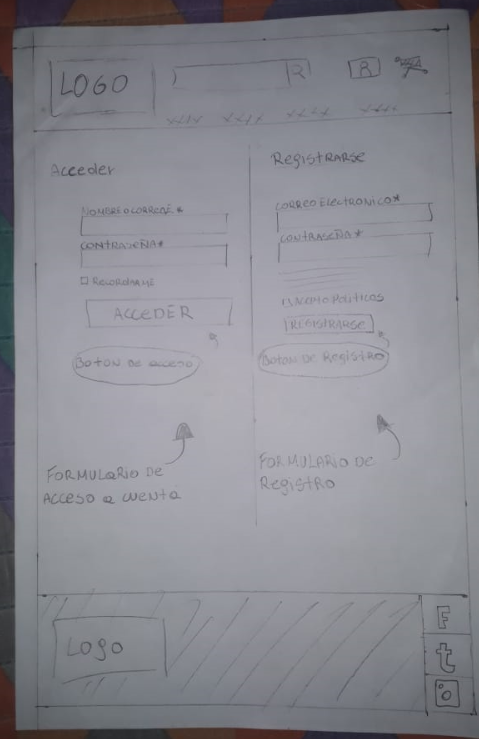 LOGO
R
Acceder
REgiSTRARSE
NOMBRE O CORREO *
CORREO ELECTRONICO *
CONTRASEÑA *
CONTRASEÑA *
RECORDARME
ACCEDER
REGISTRARSE
BOTON DE acceso
BOTON DE REgistRO
FORMULARIO DE
ACCESO a cuENTA
FORMULARIO DE
REgistRO
Logo
F
t